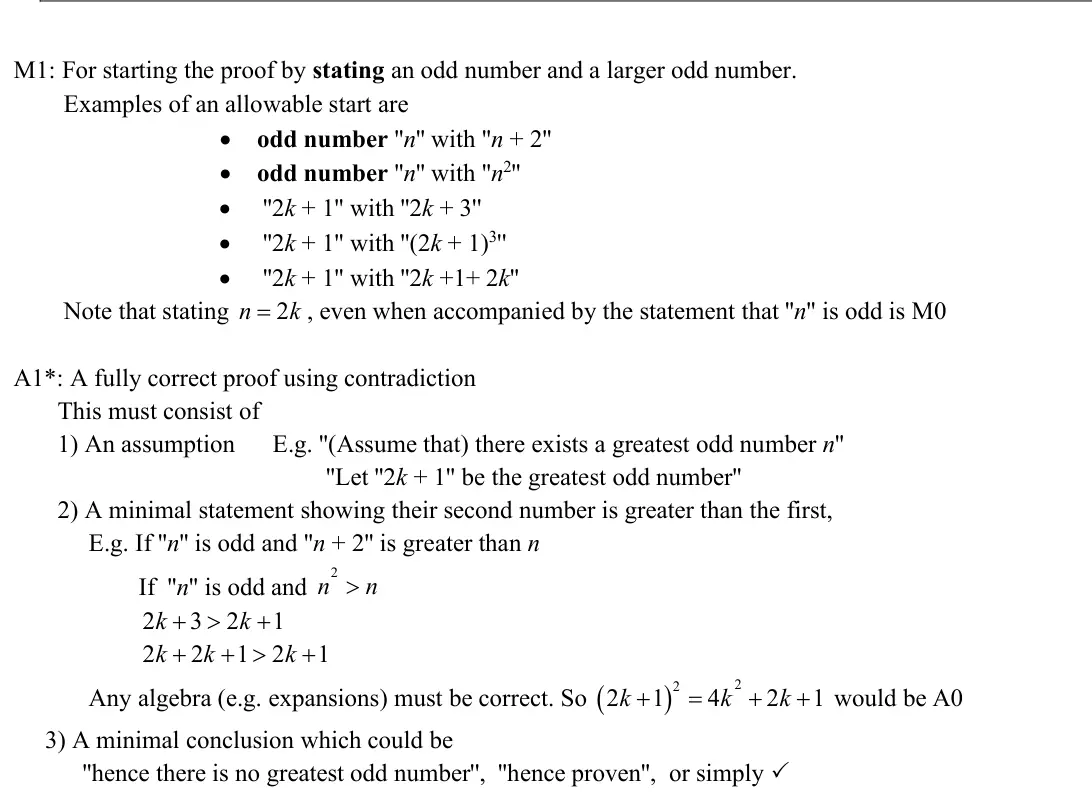 M1: For starting the proof by stating an odd number and a larger odd number.
Examples of an allowable start are
• odd number "n" with "n + 2"
• odd number "n" with "n²"
• "2k + 1" with "2k + 3"
• "2k + 1" with "(2k + 1)³"
• "2k + 1" with "2k +1+ 2k"
Note that stating n = 2k , even when accompanied by the statement that "n" is odd is M0
A1*: A fully correct proof using contradiction
This must consist of
1) An assumption E.g. "(Assume that) there exists a greatest odd number n"
"Let "2k + 1" be the greatest odd number"
2) A minimal statement showing their second number is greater than the first,
E.g. If "n" is odd and "n + 2" is greater than n
If "n" is odd and n² > n
2k + 3 > 2k + 1
2k + 2k + 1 > 2k + 1
Any algebra (e.g. expansions) must be correct. So (2k + 1)² = 4k² + 2k + 1 would be A0
3) A minimal conclusion which could be
"hence there is no greatest odd number", "hence proven", or simply ✓